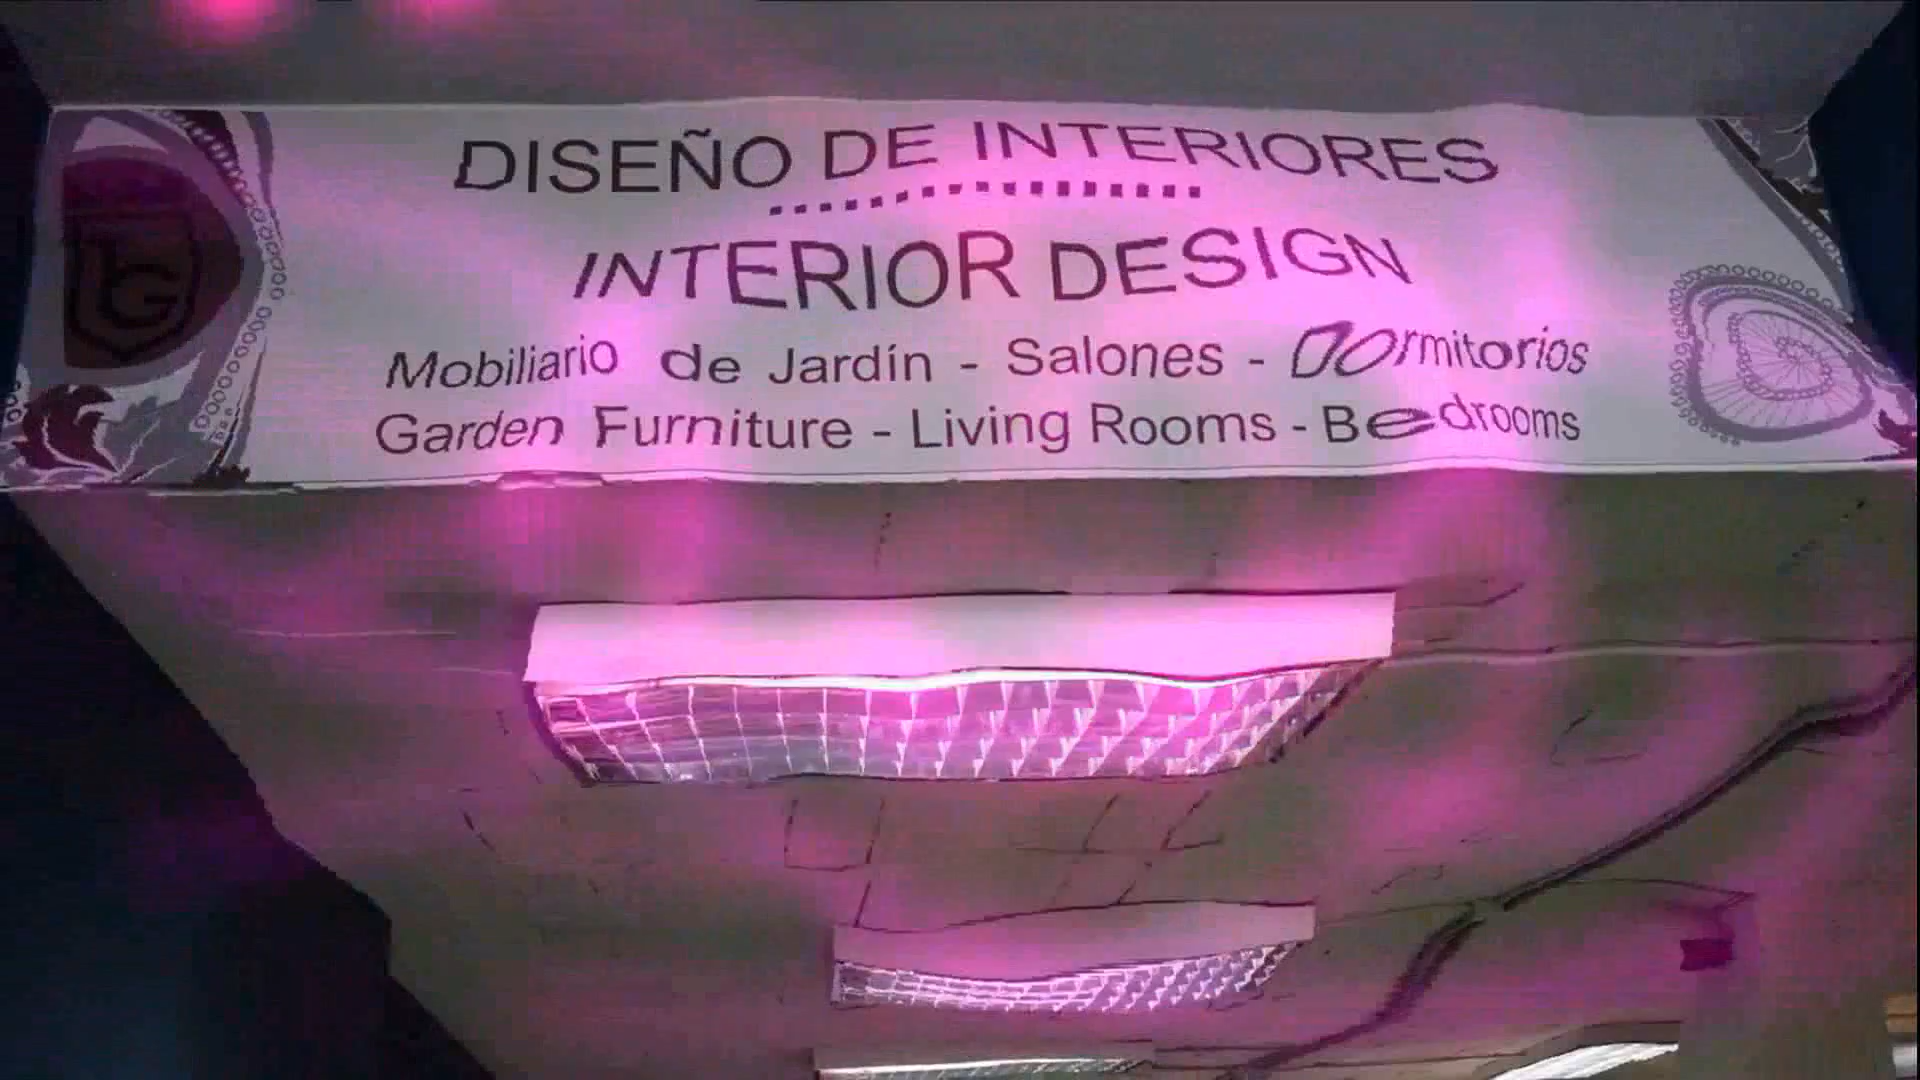 DISEÑO DE INTERIORES
INTERIOR DESIGN
Mobiliario de Jardín - Salones - Dormitorios
Garden Furniture - Living Rooms - Bedrooms